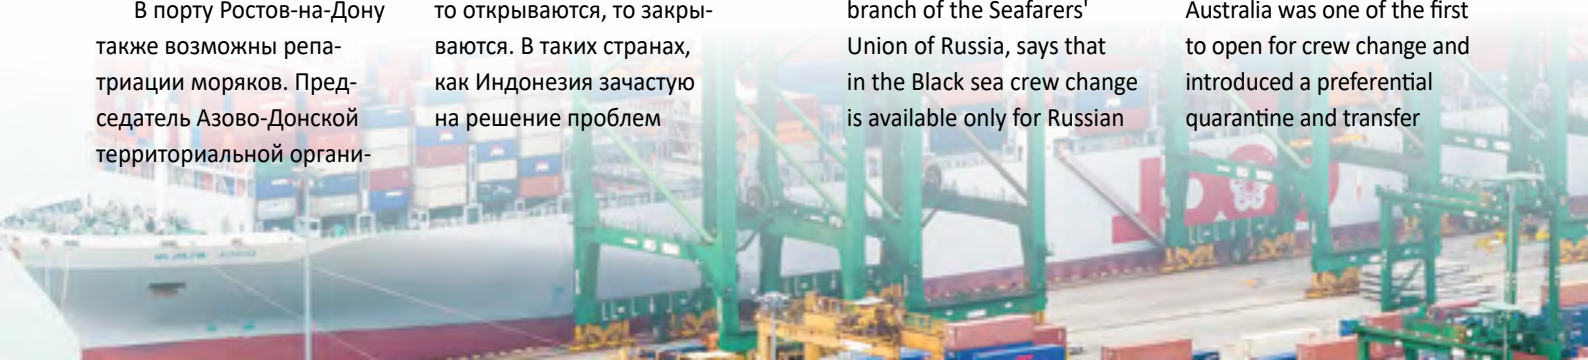 В порту Ростов-на-Дону
также возможны репа-
триации моряков. Пред-
седатель Азово-Донской
территориальной органи-
то открываются, то закры-
ваются. В таких странах,
как Индонезия зачастую
на решение проблем
branch of the Seafarers'
Union of Russia, says that
in the Black sea crew change
is available only for Russian
Australia was one of the first
to open for crew change and
introduced a preferential
quarantine and transfer